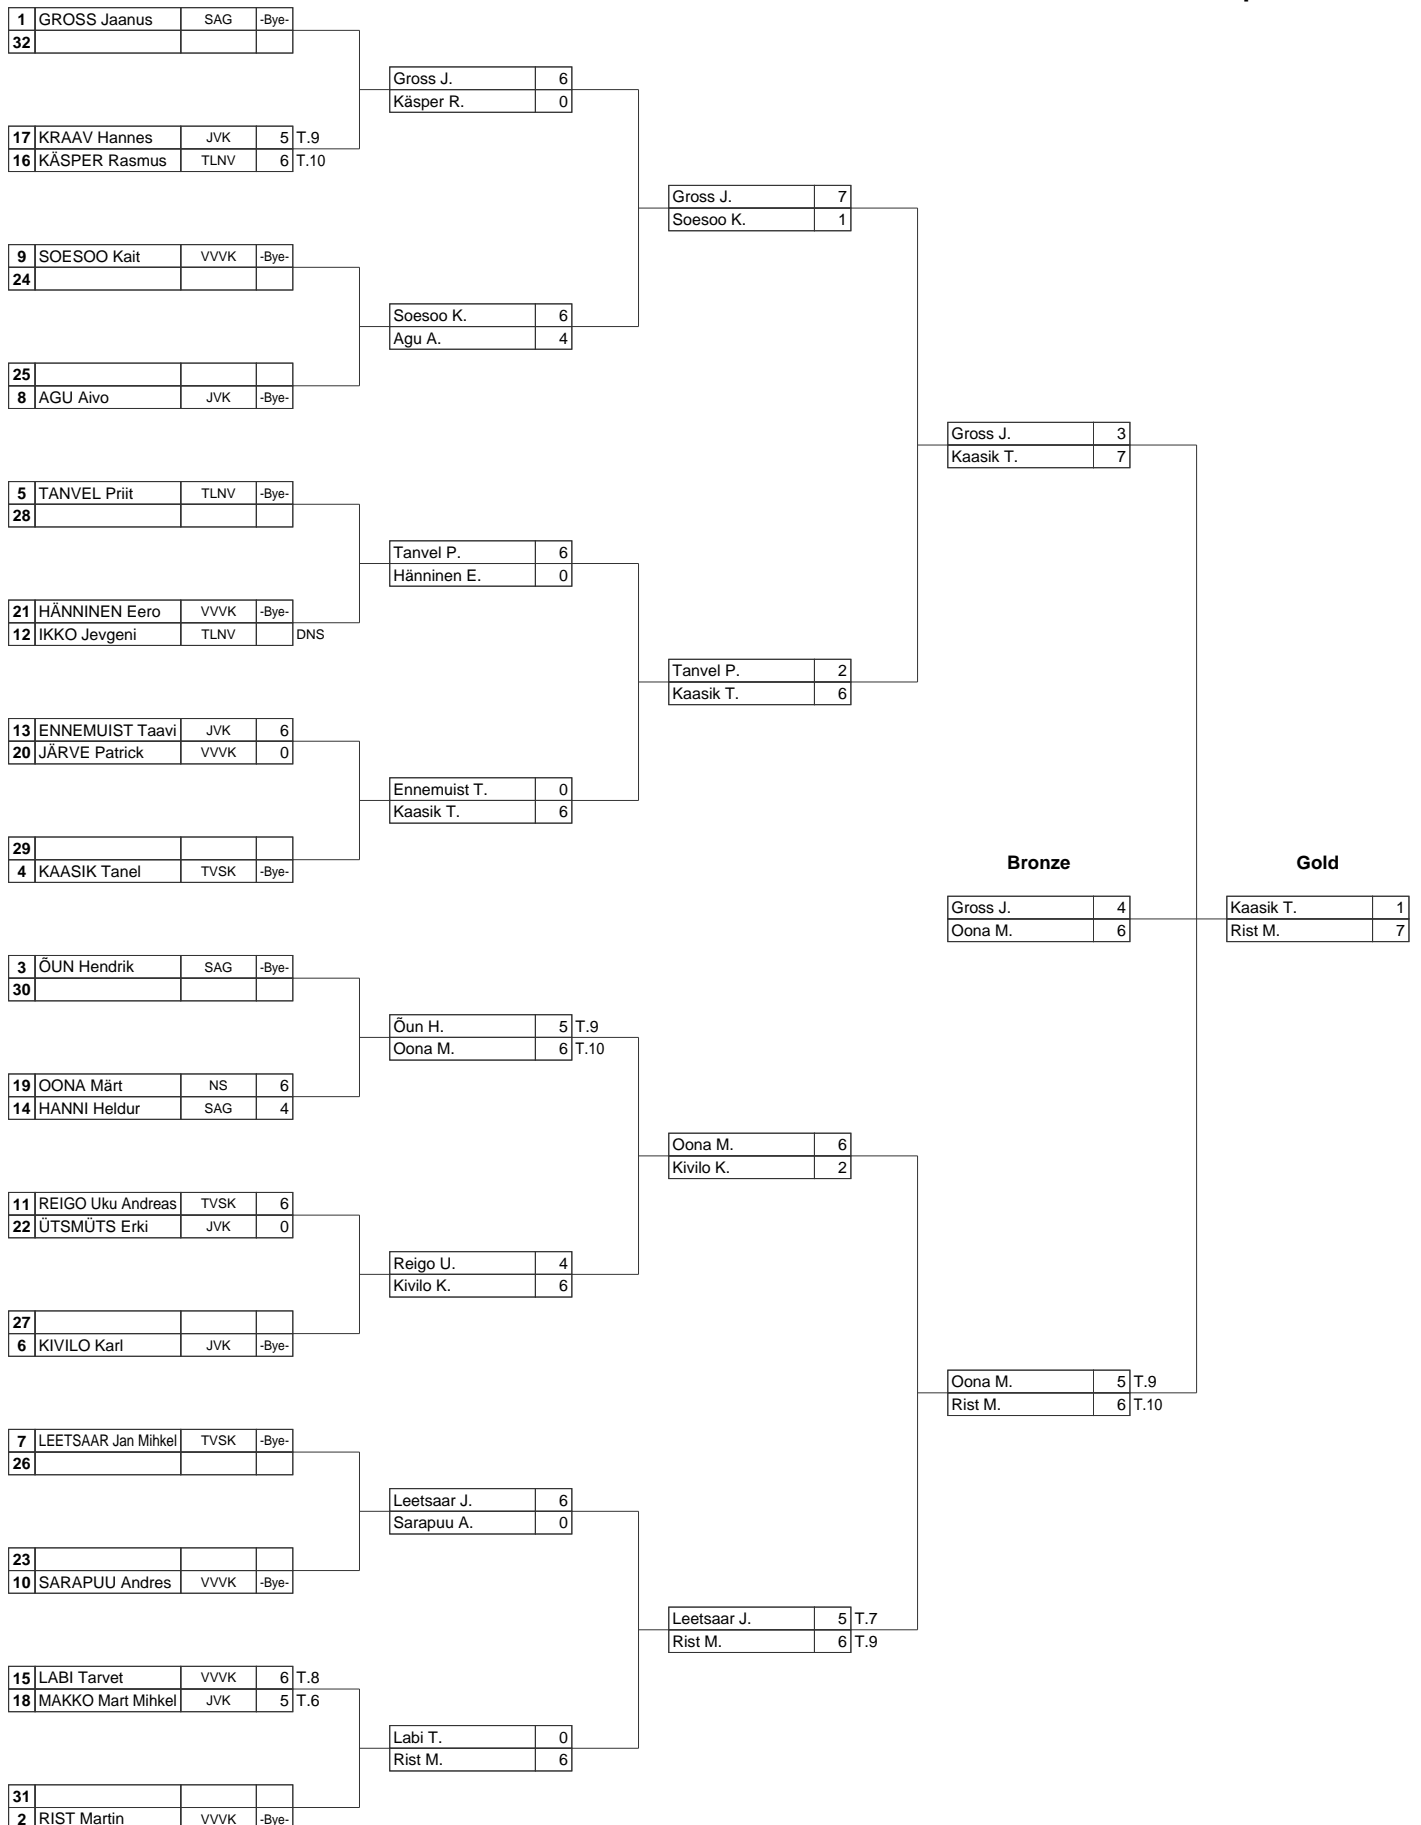 1 GROSS Jaanus SAG -Bye-
32
Gross J. 6
Käsper R. 0
17 KRAAV Hannes JVK 5 T.9
16 KÄSPER Rasmus TLNV 6 T.10
Gross J. 7
Soesoo K. 1
9 SOESOO Kait VVVK -Bye-
24
Soesoo K. 6
Agu A. 4
25
8 AGU Aivo JVK -Bye-
Gross J. 3
Kaasik T. 7
5 TANVEL Priit TLNV -Bye-
28
Tanvel P. 6
Hänninen E. 0
21 HÄNNINEN Eero VVVK -Bye-
12 IKKO Jevgeni TLNV DNS
Tanvel P. 2
Kaasik T. 6
13 ENNEMUIST Taavi JVK 6
20 JÄRVE Patrick VVVK 0
Ennemuist T. 0
Kaasik T. 6
29
4 KAASIK Tanel TVSK -Bye-
Bronze Gold
Gross J. 4 Kaasik T. 1
Oona M. 6 Rist M. 7
3 ÕUN Hendrik SAG -Bye-
30
Õun H. 5 T.9
Oona M. 6 T.10
19 OONA Märt NS 6
14 HANNI Heldur SAG 4
Oona M. 6
Kivilo K. 2
11 REIGO Uku Andreas TVSK 6
22 ÜTSMÜTS Erki JVK 0
Reigo U. 4
Kivilo K. 6
27
6 KIVILO Karl JVK -Bye-
Oona M. 5 T.9
Rist M. 6 T.10
7 LEETSAAR Jan Mihkel TVSK -Bye-
26
Leetsaar J. 6
Sarapuu A. 0
23
10 SARAPUU Andres VVVK -Bye-
Leetsaar J. 5 T.7
Rist M. 6 T.9
15 LABI Tarvet VVVK 6 T.8
18 MAKKO Mart Mihkel JVK 5 T.6
Labi T. 0
Rist M. 6
31
2 RIST Martin VVVK -Bye-